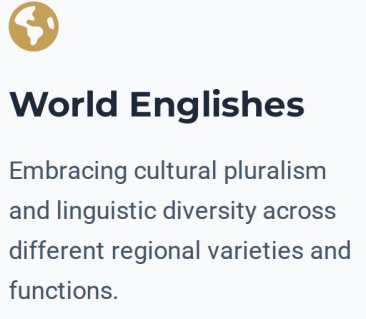 World Englishes
Embracing cultural pluralism
and linguistic diversity across
different regional varieties and
functions.